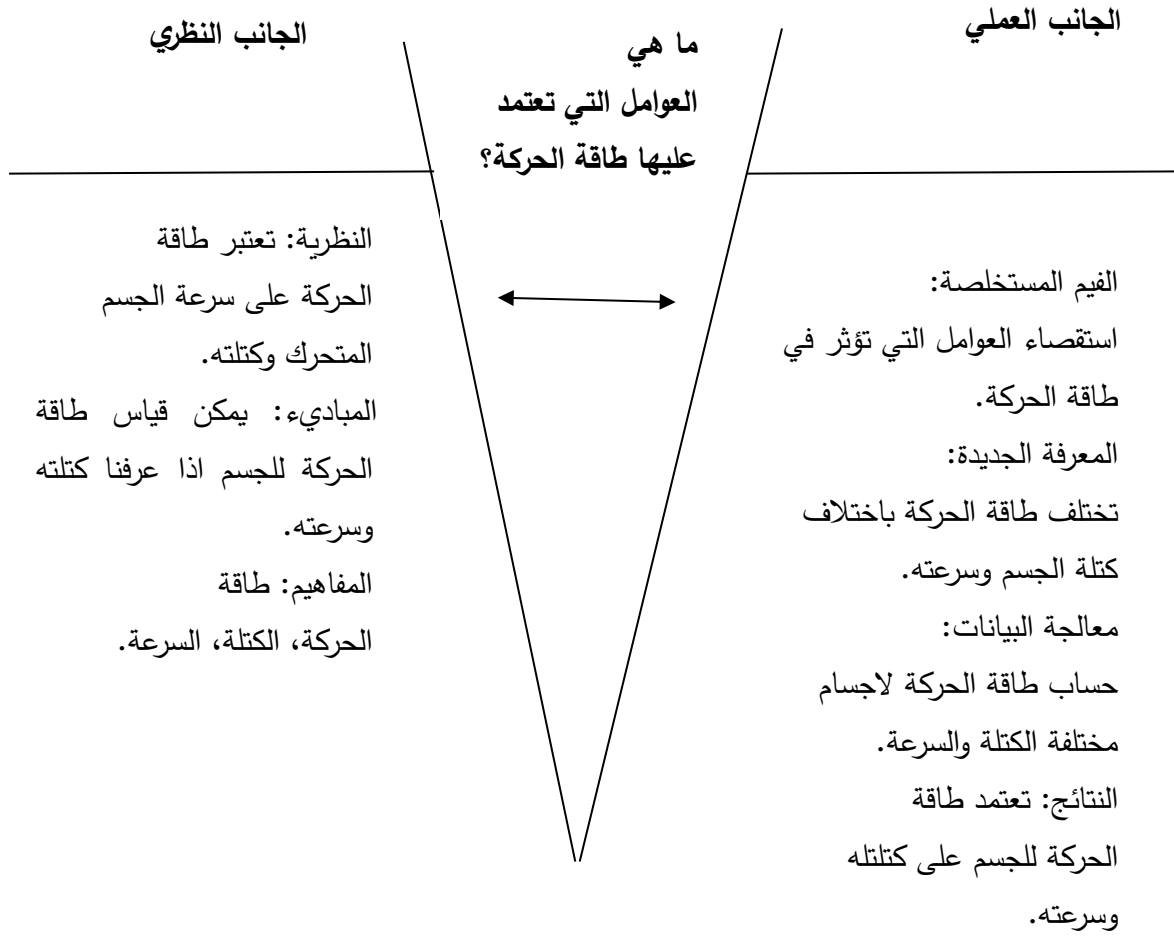 الجانب العملي
ما هي
العوامل التي تعتمد
عليها طاقة الحركة؟
الجانب النظري
الفيم المستخلصة:
استقصاء العوامل التي تؤثر في
طاقة الحركة.
المعرفة الجديدة:
تختلف طاقة الحركة باختلاف
كتلة الجسم وسرعته.
معالجة البيانات:
حساب طاقة الحركة لاجسام
مختلفة الكتلة والسرعة.
النتائج: تعتمد طاقة
الحركة للجسم على كتلتله
وسرعته.
النظرية: تعتبر طاقة
الحركة على سرعة الجسم
المتحرك وكتلته.
المباديء: يمكن قياس طاقة
الحركة للجسم اذا عرفنا كتلته
وسرعته.
المفاهيم: طاقة
الحركة، الكتلة، السرعة.